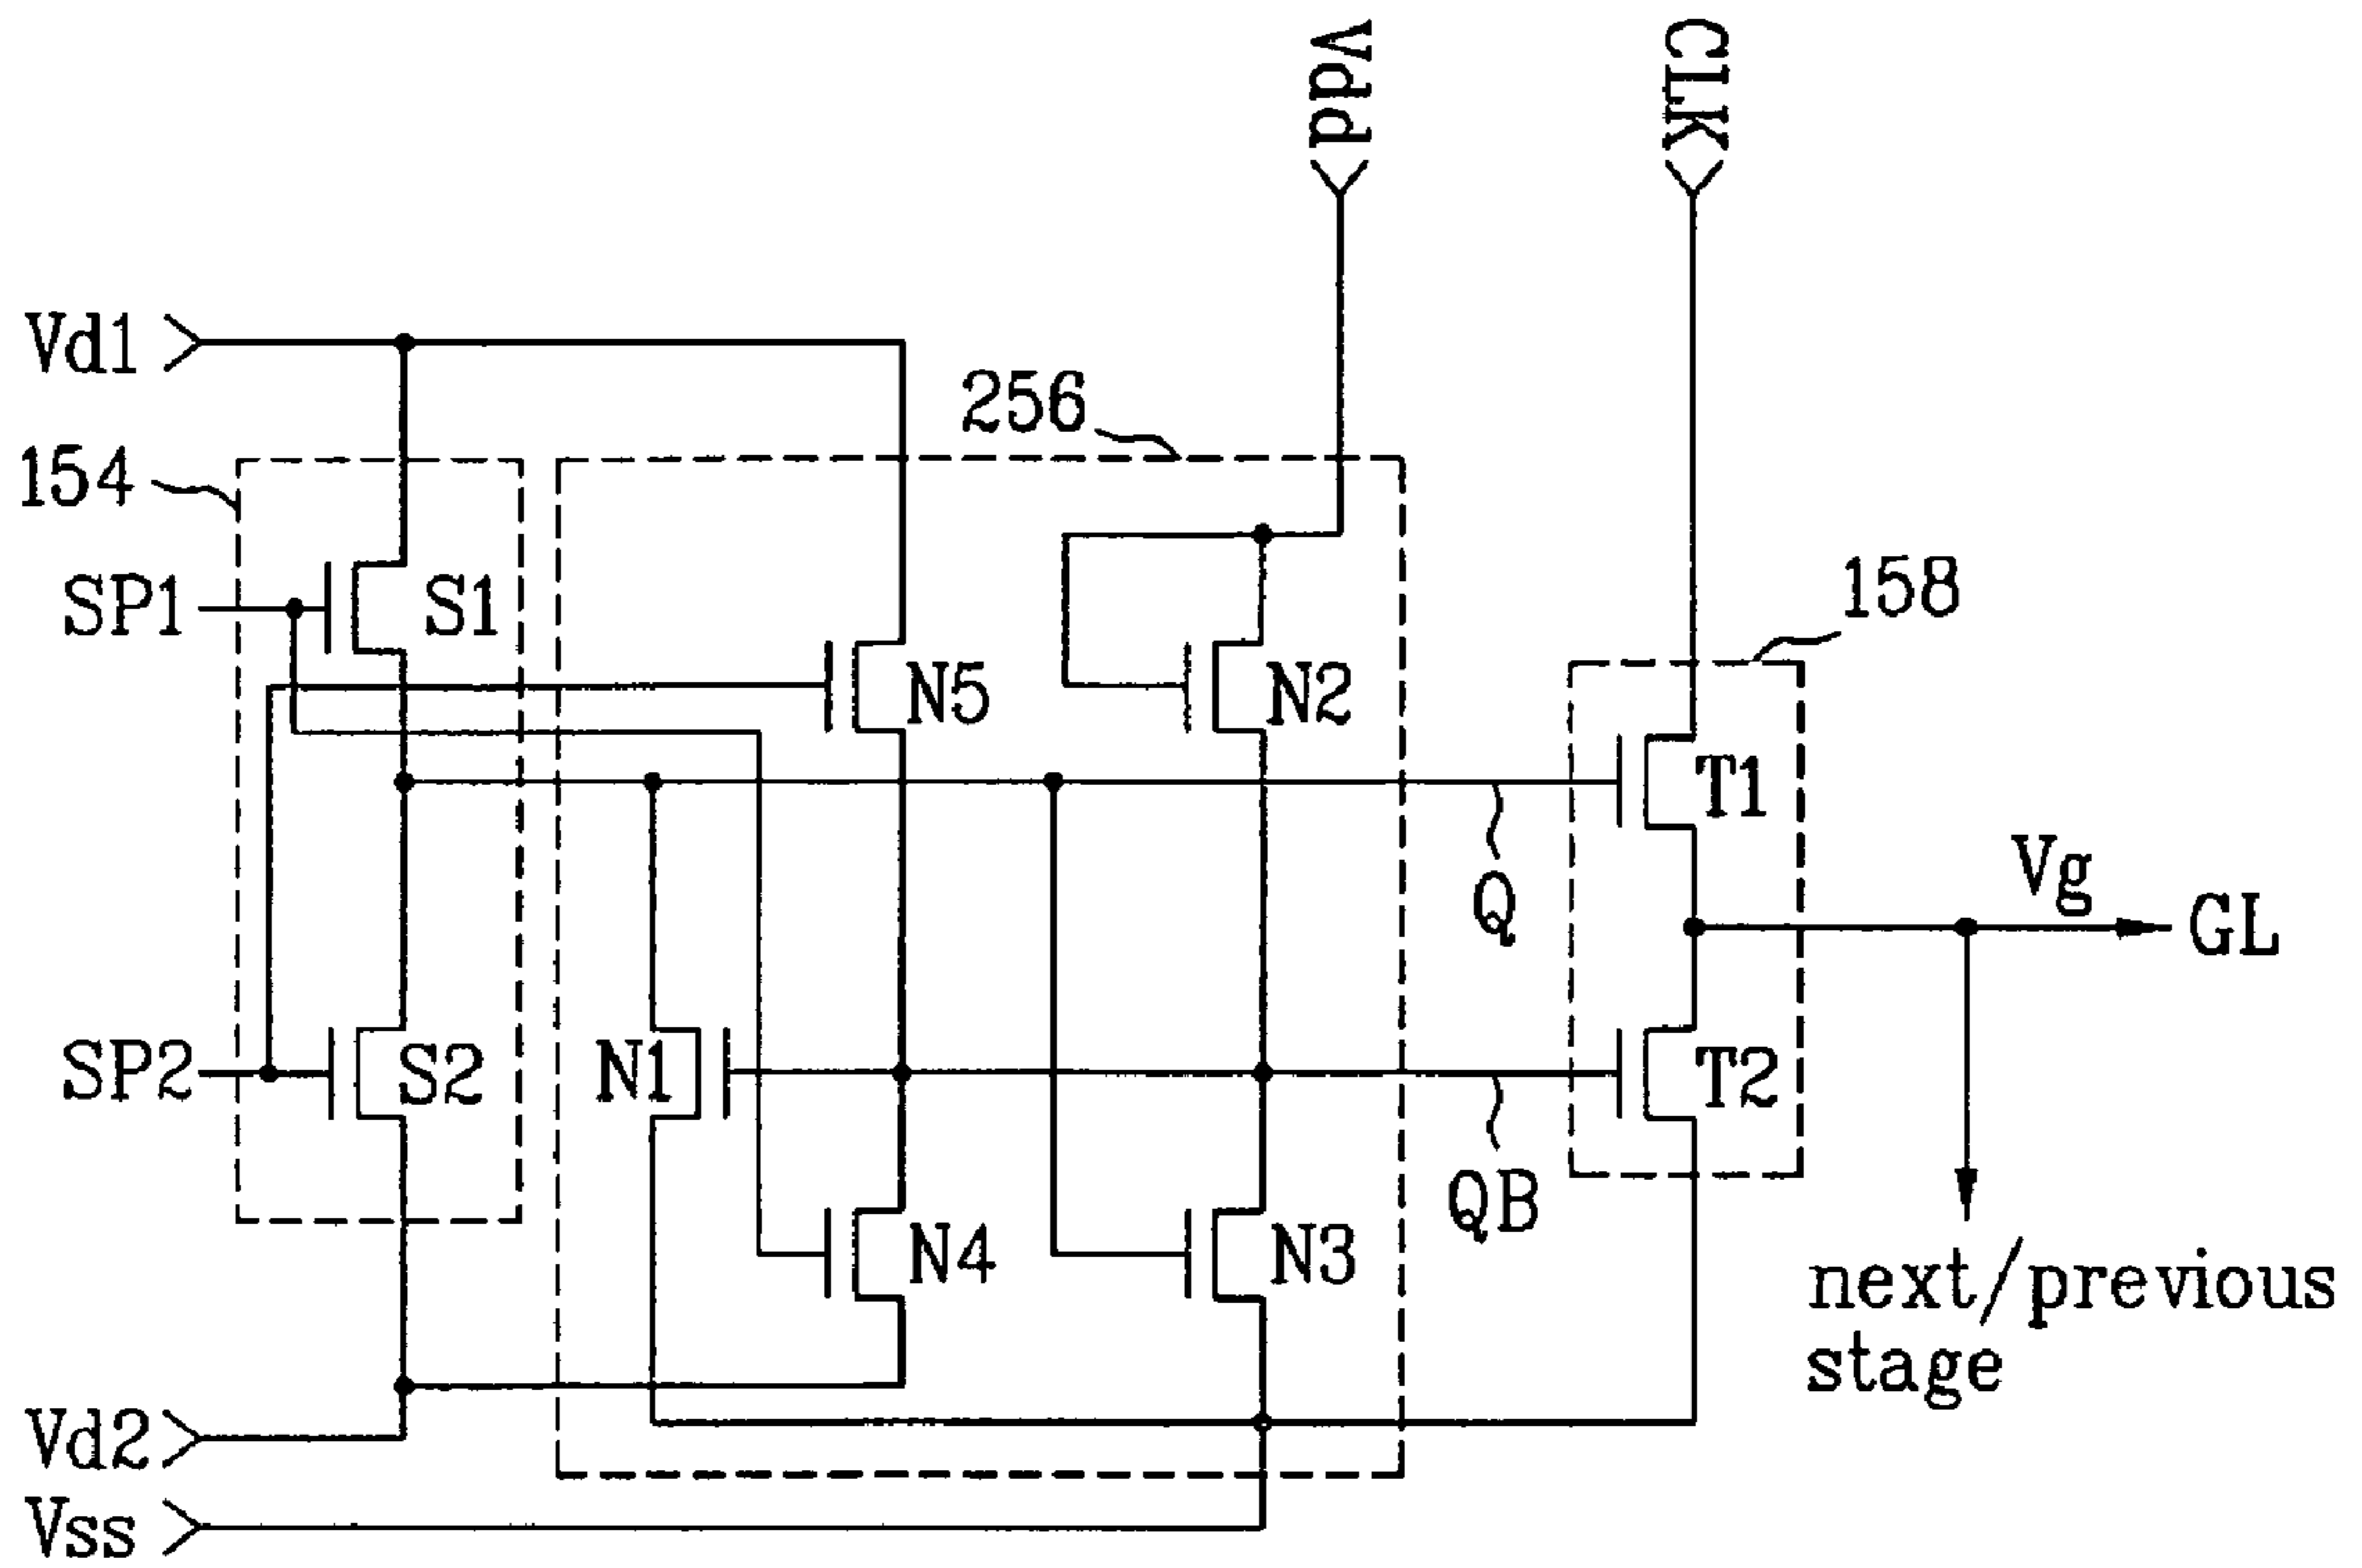 Vdd
CLK
Vd1
256
154
158
SP1
S1
N5
N2
T1
Vg
Q
GL
SP2
S2
N1
T2
QB
N4
N3
next/previous
stage
Vd2
Vss